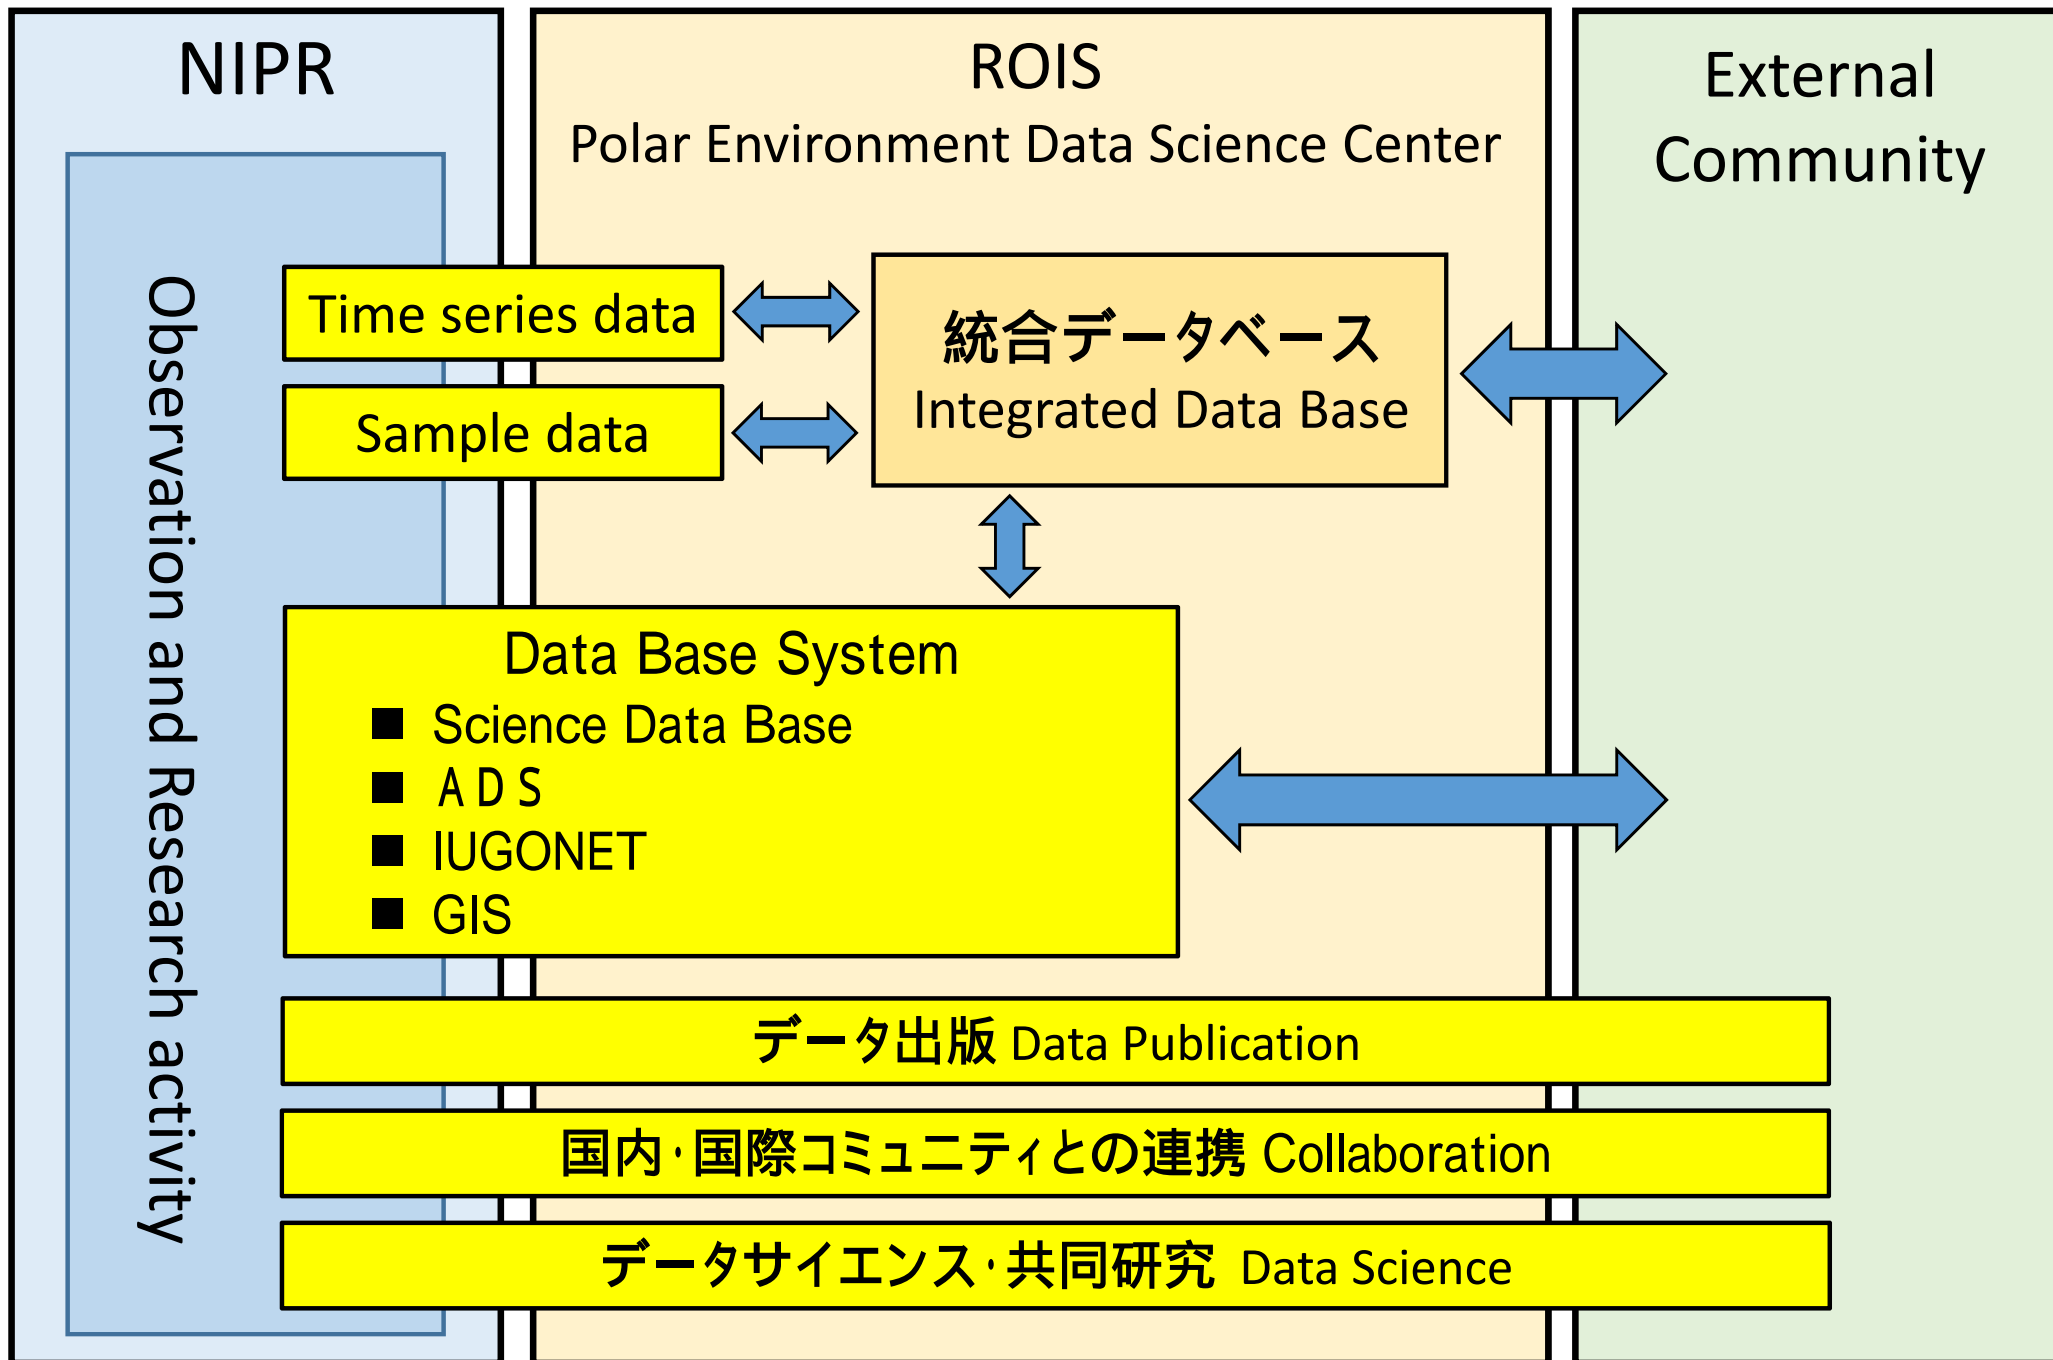 NIPR
Observation and Research activity
ROIS
Polar Environment Data Science Center
External
Community
Time series data
Sample data
統合データベース
Integrated Data Base
Data Base System
■ Science Data Base
■ ADS
■ IUGONET
■ GIS
データ出版 Data Publication
国内・国際コミュニティとの連携 Collaboration
データサイエンス・共同研究 Data Science